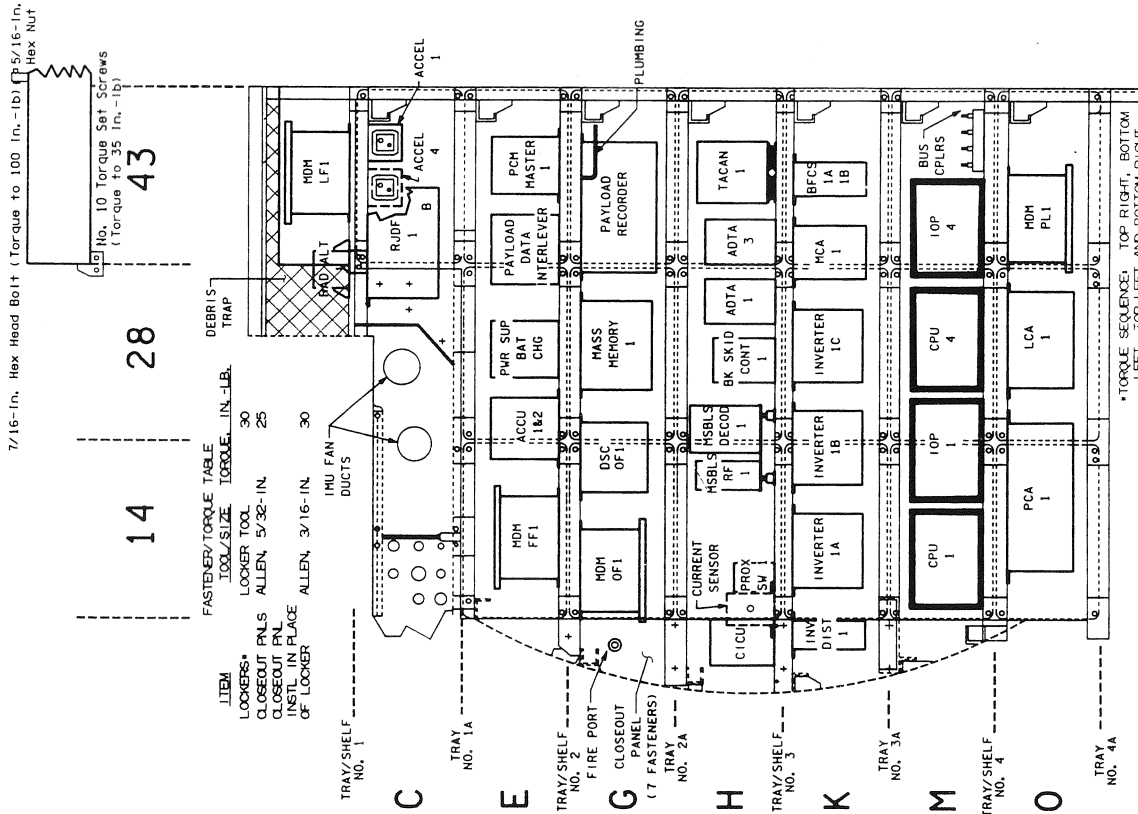 7/16-In. Hex Head Bolt (Torque to 100 In.-lb)
5/16-In.
Hex Nut
No. 10 Torque Set Screws
(Torque to 35 In.-lb)
14
28
43
FASTENER/TORQUE TABLE
ITEM TOOL/SIZE TORQUE, IN.-LB.
LOCKERS* LOCKER TOOL 30
CLOSEOUT PNLS ALLEN, 5/32-IN. 25
CLOSEOUT PNL
INSTL IN PLACE
OF LOCKER ALLEN, 3/16-IN. 30
DEBRIS
TRAP
IMU FAN
DUCTS
TRAY/SHELF
NO. 1
C
RAD ALT
1
MDM
LF1
RJDF
1
B
ACCEL
4
ACCEL
1
TRAY
NO. 1A
E
MDM
FF1
ACCU
1&2
PWR SUP
BAT
CHG
PAYLOAD
DATA
INTERLEVER
PCM
MASTER
1
TRAY/SHELF
NO. 2
G
FIRE PORT
CLOSEOUT
PANEL
(7 FASTENERS)
MDM
OF1
DSC
OF1
MASS
MEMORY
1
PAYLOAD
RECORDER
PLUMBING
TRAY
NO. 2A
H
CURRENT
SENSOR
CICU
PROX
SW
1
MSBLS
RF
1
MSBLS
DECOD
1
BK SKID
CONT
1
ADTA
1
ADTA
3
TACAN
1
TRAY/SHELF
NO. 3
K
INV
DIST
1
INVERTER
1A
INVERTER
1B
INVERTER
1C
MCA
1
BFCS
1A
1B
TRAY
NO. 3A
M
CPU
1
IOP
1
CPU
4
IOP
4
BUS
CPLRS
TRAY/SHELF
NO. 4
O
PCA
1
LCA
1
MDM
PL1
TRAY
NO. 4A
*TORQUE SEQUENCE: TOP RIGHT, BOTTOM